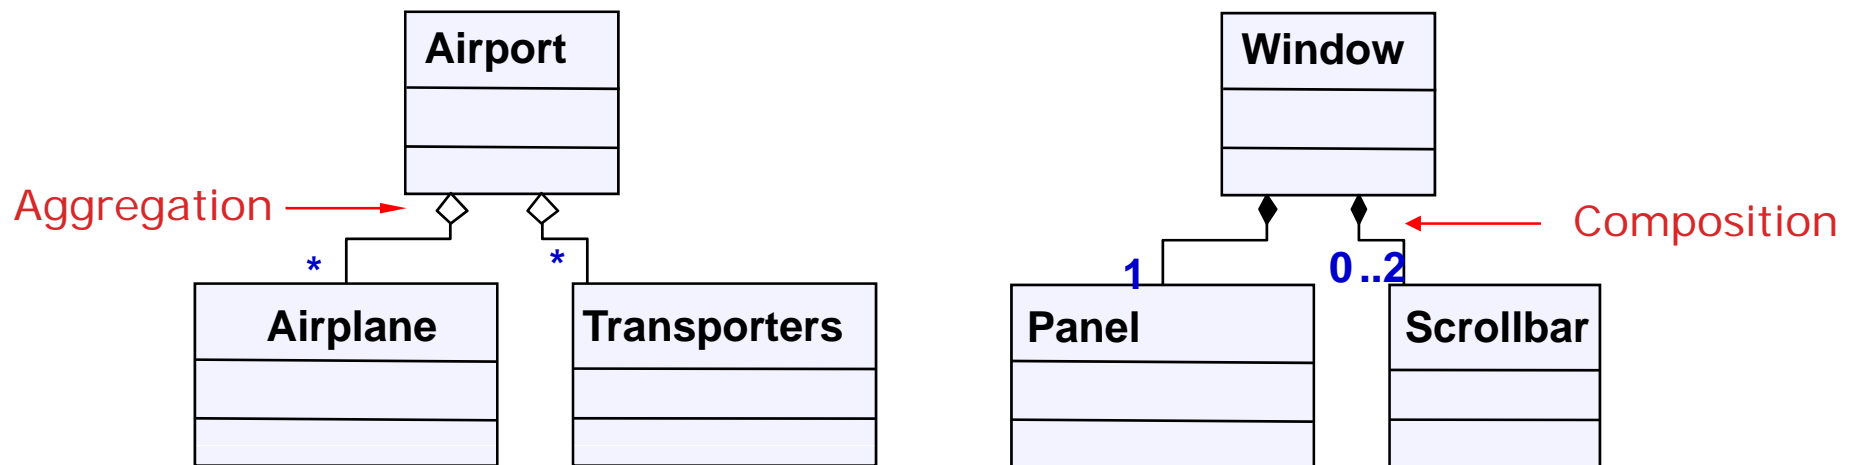 Airport
Window
Aggregation
Composition
*
*
1
0..2
Airplane
Transporters
Panel
Scrollbar